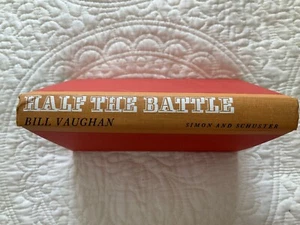 HALF THE BATTLE
BILL VAUGHAN SIMON AND SCHUSTER